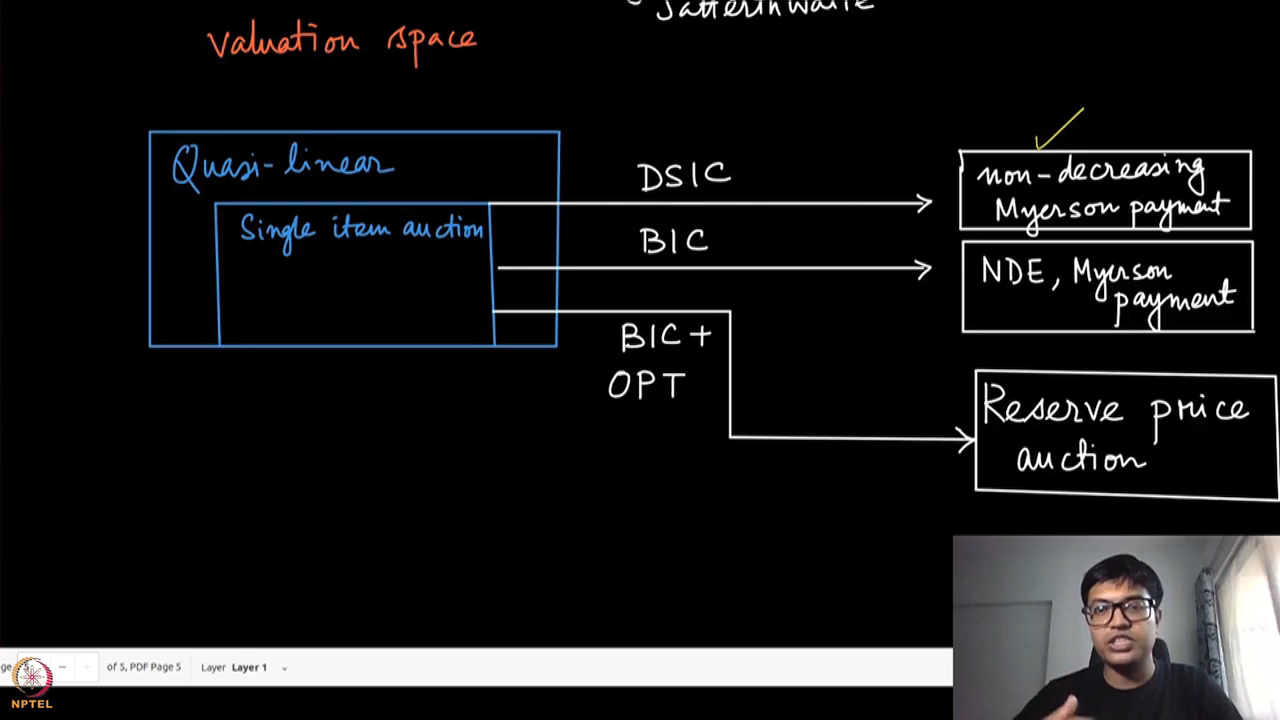 Satterthwaite
Valuation space
Quasi-linear
Single item auction
DSIC
non-decreasing
Myerson payment
BIC
NDE, Myerson
payment
BIC +
OPT
Reserve price
auction
of 5, PDF Page 5
Layer Layer 1
NPTEL